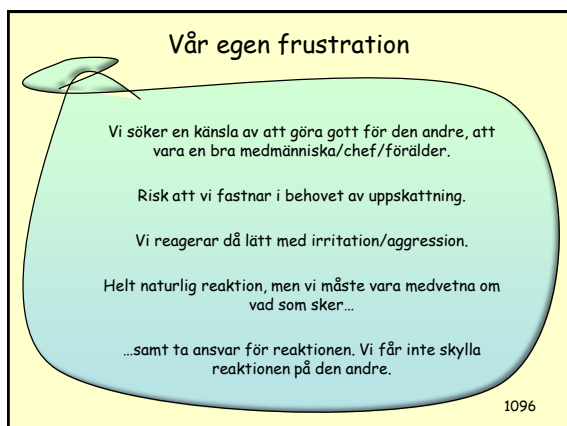 Vår egen frustration
Vi söker en känsla av att göra gott för den andre, att
vara en bra medmänniska/chef/förälder.
Risk att vi fastnar i behovet av uppskattning.
Vi reagerar då lätt med irritation/aggression.
Helt naturlig reaktion, men vi måste vara medvetna om
vad som sker…
…samt ta ansvar för reaktionen. Vi får inte skylla
reaktionen på den andre.
1096